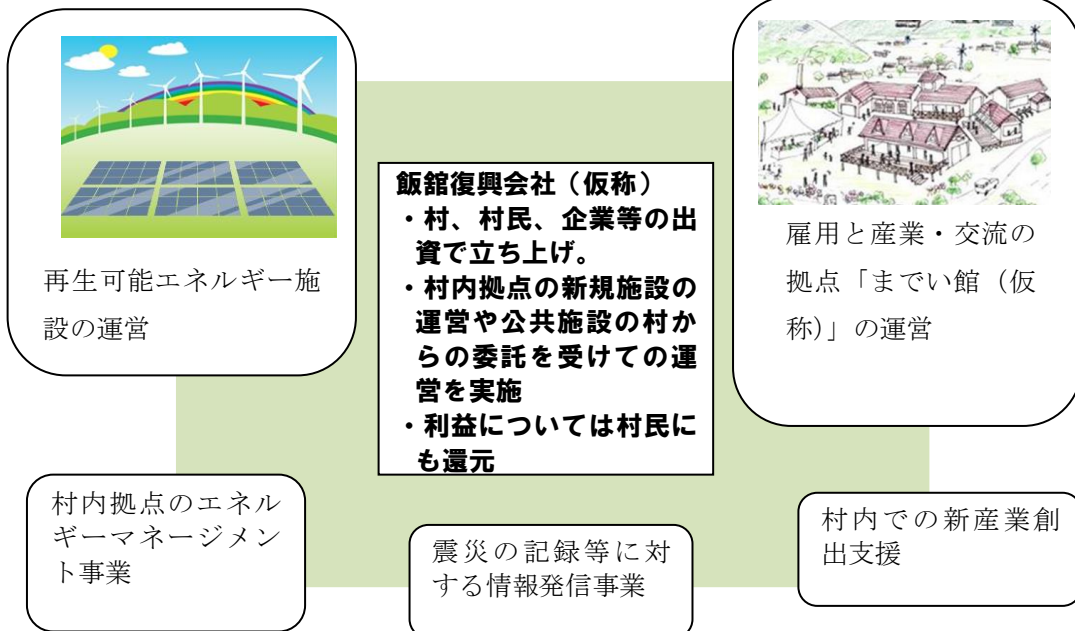 再生可能エネルギー施
設の運営
飯舘復興会社（仮称）
・村、村民、企業等の出
資で立ち上げ。
・村内拠点の新規施設の
運営や公共施設の村か
らの委託を受けての運
営を実施
・利益については村民に
も還元
雇用と産業・交流の
拠点「までい館（仮
称)」の運営
村内拠点のエネル
ギーマネージメン
ト事業
震災の記録等に対
する情報発信事業
村内での新産業創
出支援